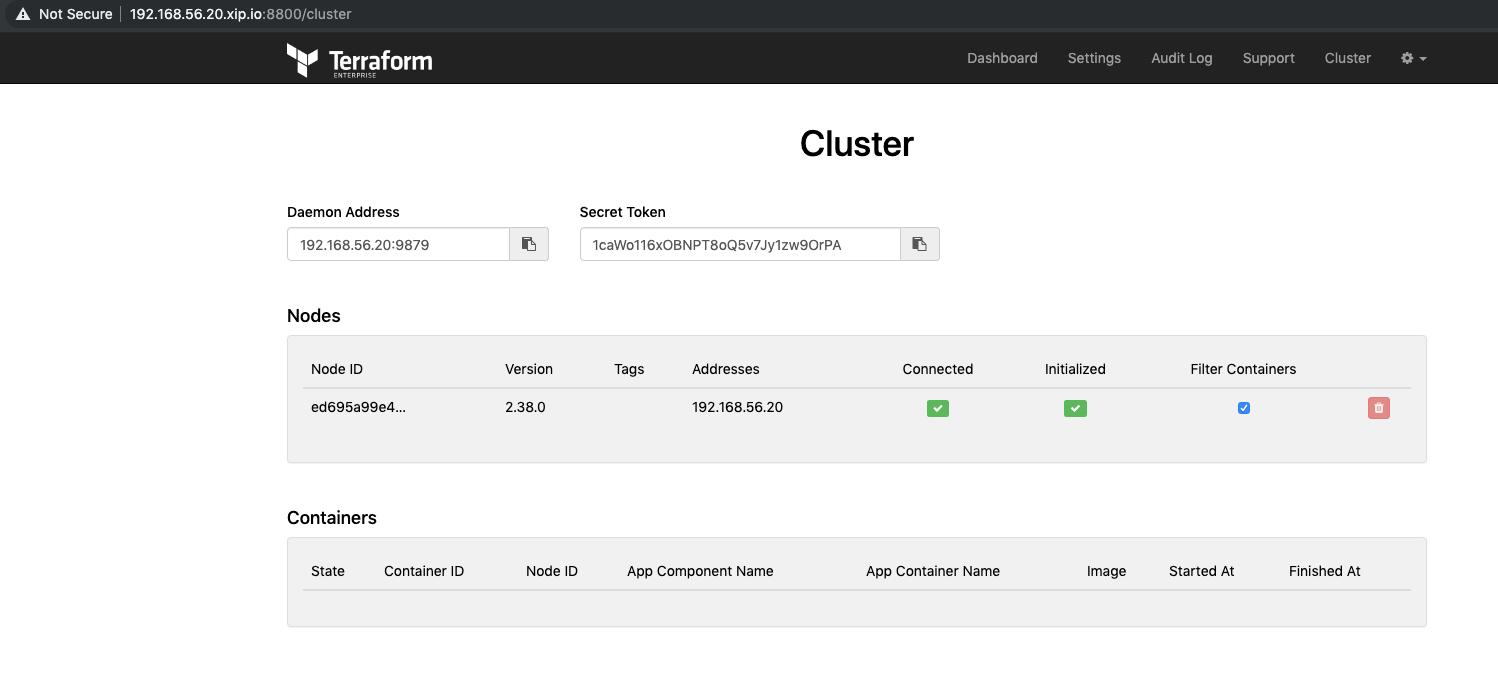 Not Secure 192.168.56.20.xip.io:8800/cluster
Terraform
ENTERPRISE
Dashboard Settings Audit Log Support Cluster
Cluster
Daemon Address Secret Token
192.168.56.20:9879 1caWo116xOBNPT8oQ5v7Jy1zw9OrPA
Nodes
Node ID Version Tags Addresses Connected Initialized Filter Containers
ed695a99e4... 2.38.0 192.168.56.20
Containers
State Container ID Node ID App Component Name App Container Name Image Started At Finished At